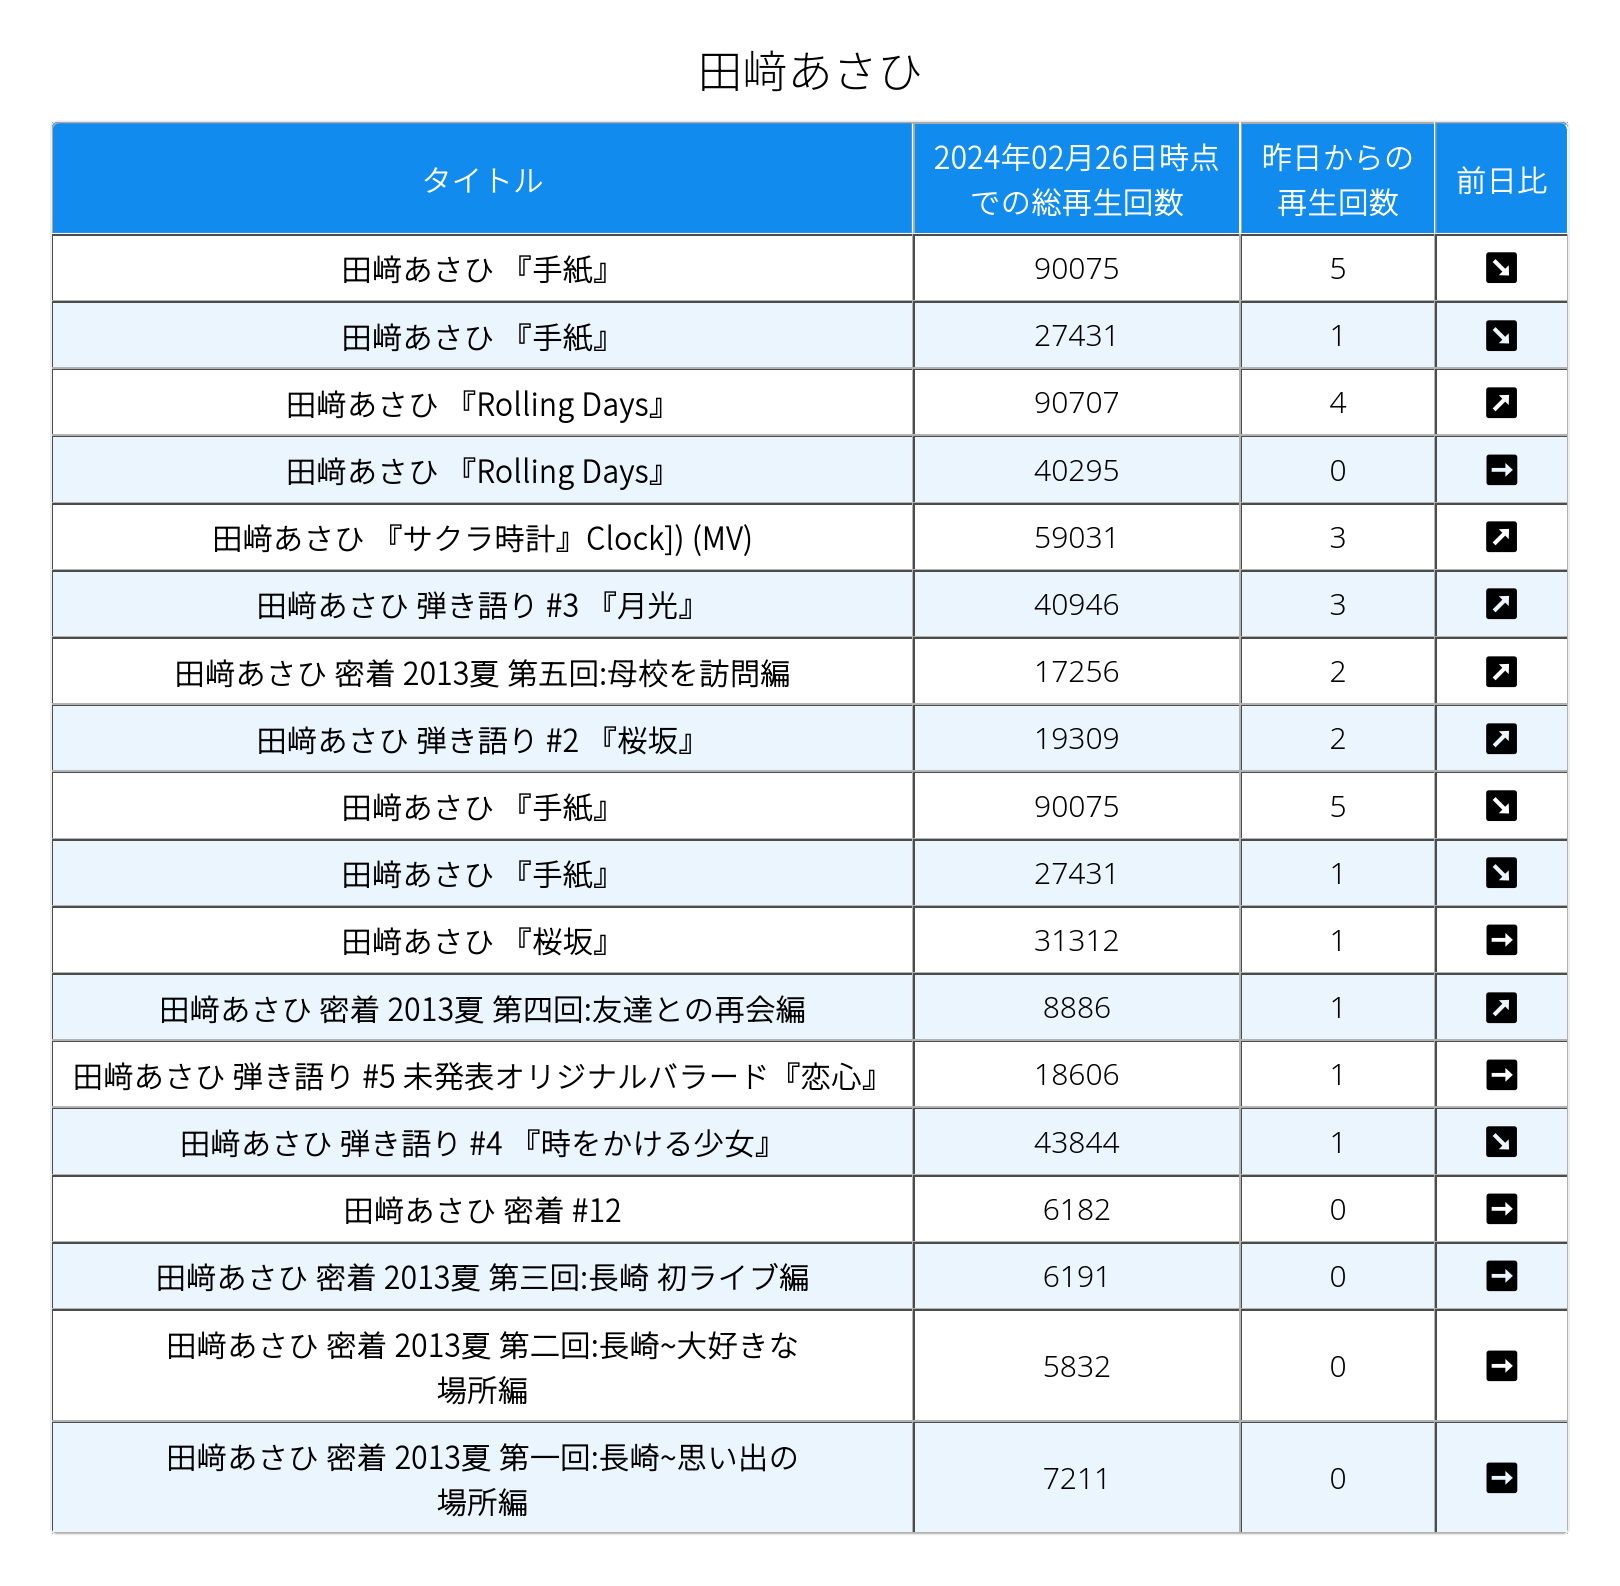 田﨑あさひ
タイトル
2024年02月26日時点
での総再生回数
昨日からの
再生回数
前日比
田﨑あさひ 『手紙』 90075 5 ↘
田﨑あさひ 『手紙』 27431 1 ↘
田﨑あさひ 『Rolling Days』 90707 4 ↗
田﨑あさひ 『Rolling Days』 40295 0 →
田﨑あさひ 『サクラ時計』Clock]) (MV) 59031 3 ↗
田﨑あさひ 弾き語り #3 『月光』 40946 3 ↗
田﨑あさひ 密着 2013夏 第五回:母校を訪問編 17256 2 ↗
田﨑あさひ 弾き語り #2 『桜坂』 19309 2 ↗
田﨑あさひ 『手紙』 90075 5 ↘
田﨑あさひ 『手紙』 27431 1 ↘
田﨑あさひ 『桜坂』 31312 1 →
田﨑あさひ 密着 2013夏 第四回:友達との再会編 8886 1 ↗
田﨑あさひ 弾き語り #5 未発表オリジナルバラード『恋心』 18606 1 →
田﨑あさひ 弾き語り #4 『時をかける少女』 43844 1 ↘
田﨑あさひ 密着 #12 6182 0 →
田﨑あさひ 密着 2013夏 第三回:長崎 初ライブ編 6191 0 →
田﨑あさひ 密着 2013夏 第二回:長崎~大好きな
場所編 5832 0 →
田﨑あさひ 密着 2013夏 第一回:長崎~思い出の
場所編 7211 0 →